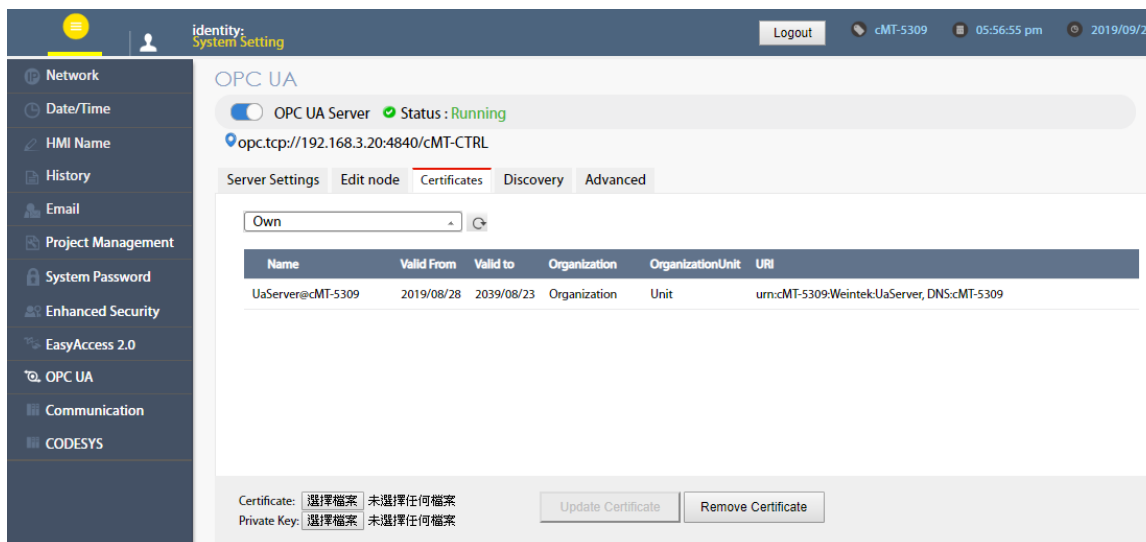 identity:
System Setting
Logout
cMT-5309
05:56:55 pm
2019/09/2
Network
Date/Time
HMI Name
History
Email
Project Management
System Password
Enhanced Security
EasyAccess 2.0
OPC UA
Communication
CODESYS
OPC UA
OPC UA Server Status : Running
opc.tcp://192.168.3.20:4840/cMT-CTRL
Server Settings Edit node Certificates Discovery Advanced
Own
Name Valid From Valid to Organization OrganizationUnit URI
UaServer@cMT-5309 2019/08/28 2039/08/23 Organization Unit urn:cMT-5309:Weintek:UaServer, DNS:cMT-5309
Certificate: 選擇檔案 未選擇任何檔案
Private Key: 選擇檔案 未選擇任何檔案
Update Certificate Remove Certificate